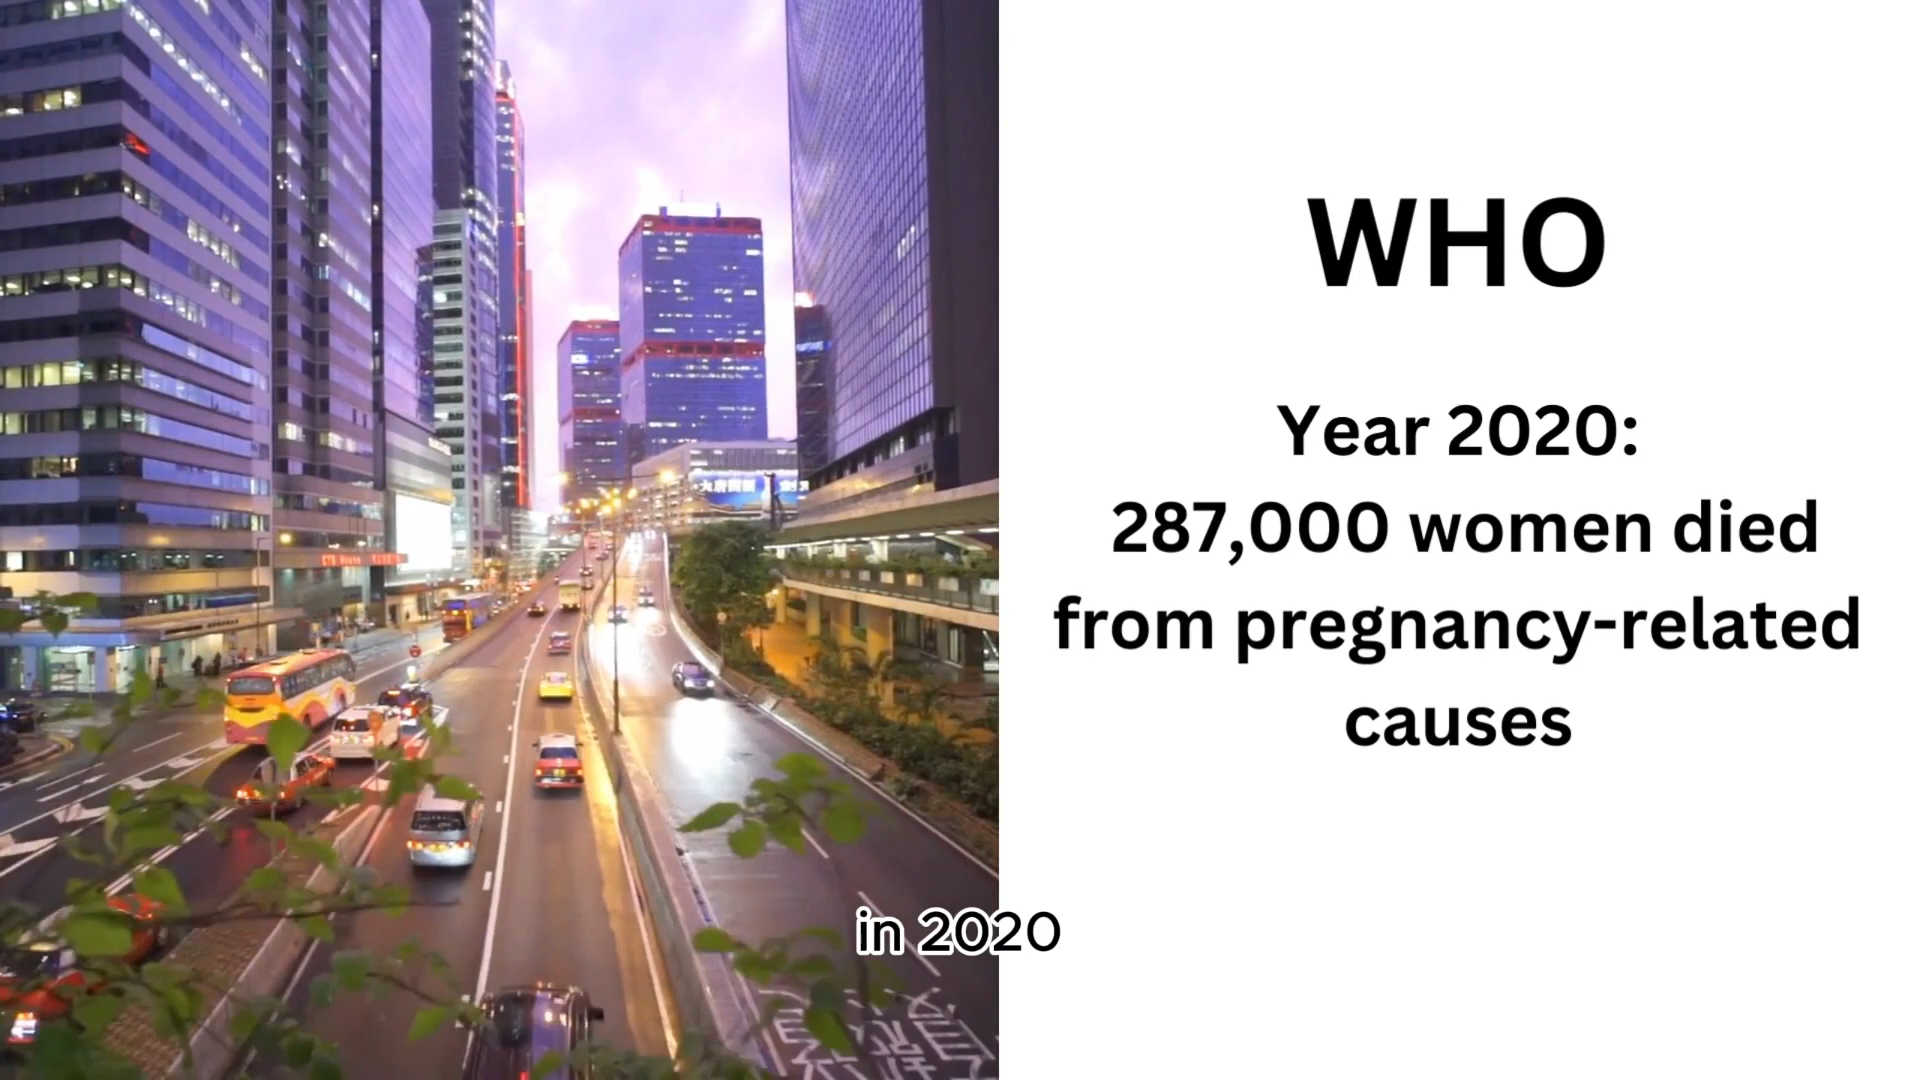 WHO
Year 2020:
287,000 women died
from pregnancy-related
causes
in 2020